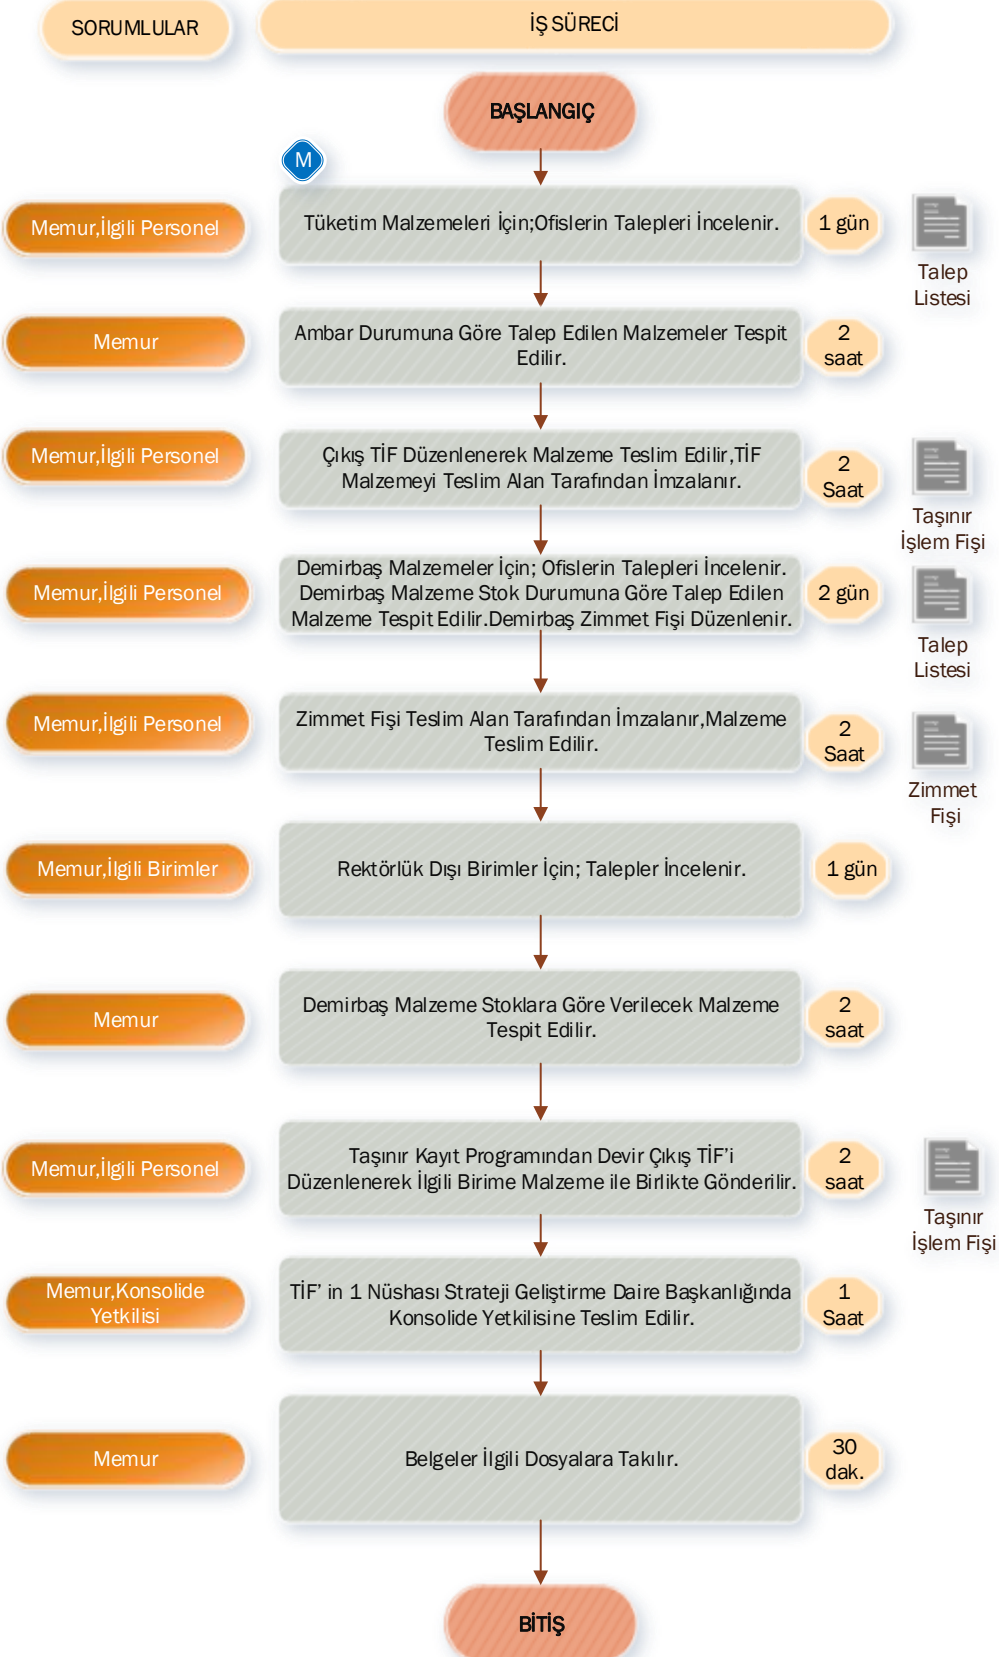 SORUMLULAR
İŞ SÜRECİ
BAŞLANGIÇ
M
Memur,İlgili Personel
Tüketim Malzemeleri İçin;Ofislerin Talepleri İncelenir.
1 gün
Talep
Listesi
Memur
Ambar Durumuna Göre Talep Edilen Malzemeler Tespit
Edilir.
2
saat
Memur,İlgili Personel
Çıkış TİF Düzenlenerek Malzeme Teslim Edilir,TİF
Malzemeyi Teslim Alan Tarafından İmzalanır.
2
Saat
Taşınır
İşlem Fişi
Memur,İlgili Personel
Demirbaş Malzemeler İçin; Ofislerin Talepleri İncelenir.
Demirbaş Malzeme Stok Durumuna Göre Talep Edilen
Malzeme Tespit Edilir.Demirbaş Zimmet Fişi Düzenlenir.
2 gün
Talep
Listesi
Memur,İlgili Personel
Zimmet Fişi Teslim Alan Tarafından İmzalanır,Malzeme
Teslim Edilir.
2
Saat
Zimmet
Fişi
Memur,İlgili Birimler
Rektörlük Dışı Birimler İçin; Talepler İncelenir.
1 gün
Memur
Demirbaş Malzeme Stoklara Göre Verilecek Malzeme
Tespit Edilir.
2
saat
Memur,İlgili Personel
Taşınır Kayıt Programından Devir Çıkış TİF’i
Düzenlenerek İlgili Birime Malzeme ile Birlikte Gönderilir.
2
saat
Taşınır
İşlem Fişi
Memur,Konsolide
Yetkilisi
TİF’ in 1 Nüshası Strateji Geliştirme Daire Başkanlığında
Konsolide Yetkilisine Teslim Edilir.
1
Saat
Memur
Belgeler İlgili Dosyalara Takılır.
30
dak.
BİTİŞ